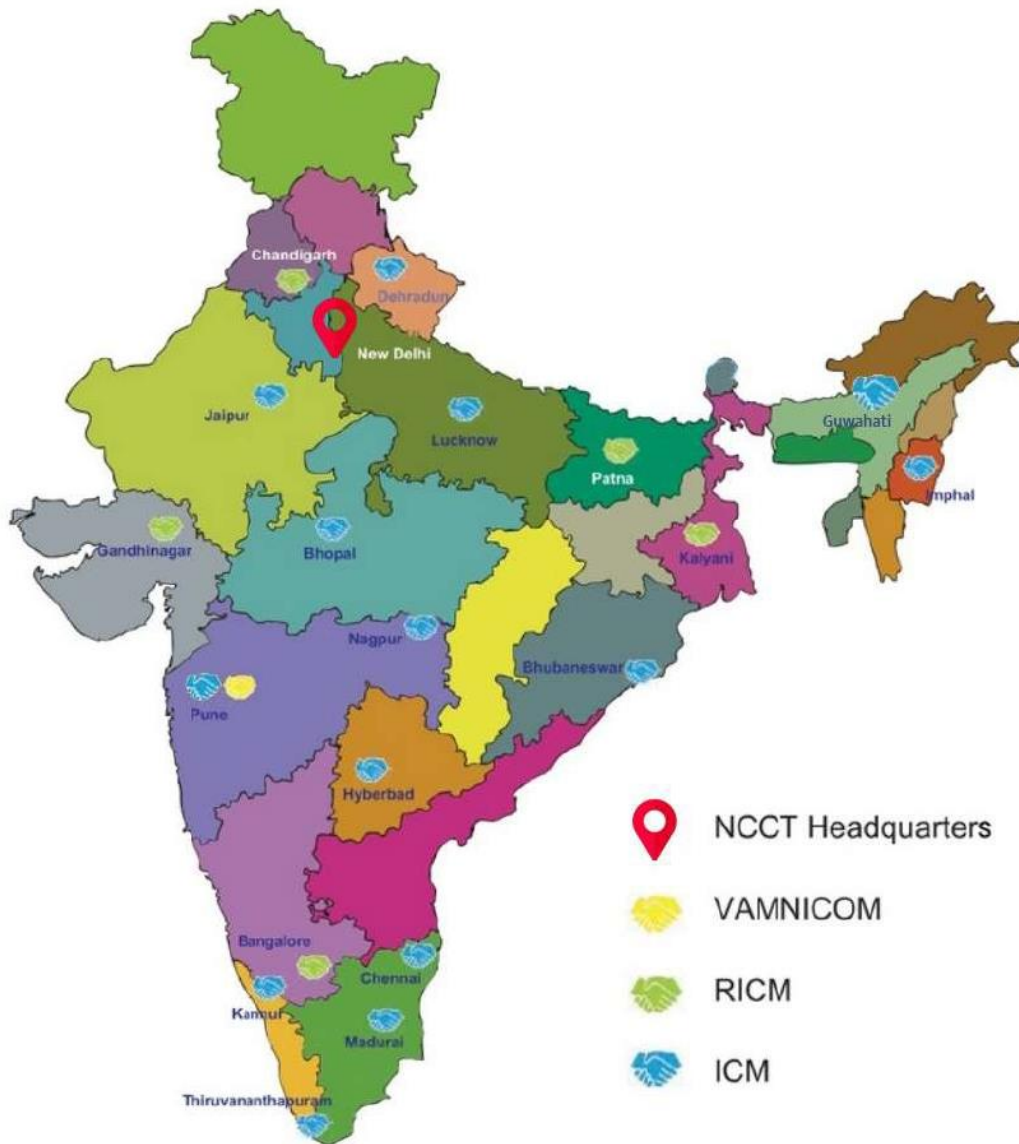 Chandigarh
Dehradun
New Delhi
Jaipur
Lucknow
Guwahati
Patna
Imphal
Gandhinagar
Bhopal
Kalyani
Nagpur
Bhubaneswar
Pune
Hyberbad
NCCT Headquarters
VAMNICOM
Bangalore
Chennai
RICM
Kannur
Madurai
ICM
Thiruvananthapuram